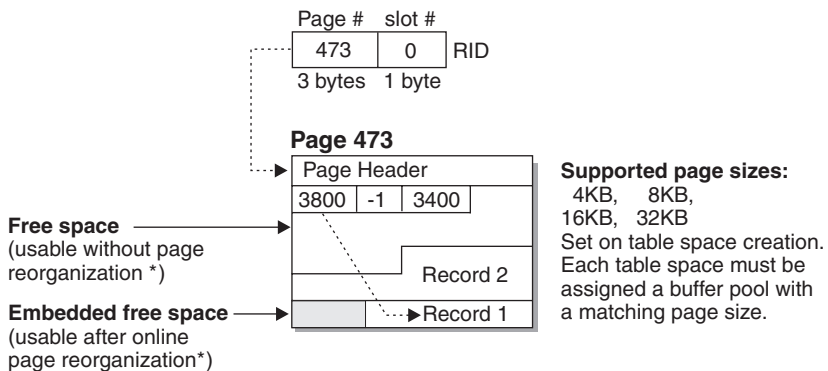 Page # slot #
473 0 RID
3 bytes 1 byte
Page 473
Page Header
3800 -1 3400
Record 2
Record 1
Free space
(usable without page
reorganization *)
Embedded free space
(usable after online
page reorganization*)
Supported page sizes:
4KB, 8KB,
16KB, 32KB
Set on table space creation.
Each table space must be
assigned a buffer pool with
a matching page size.